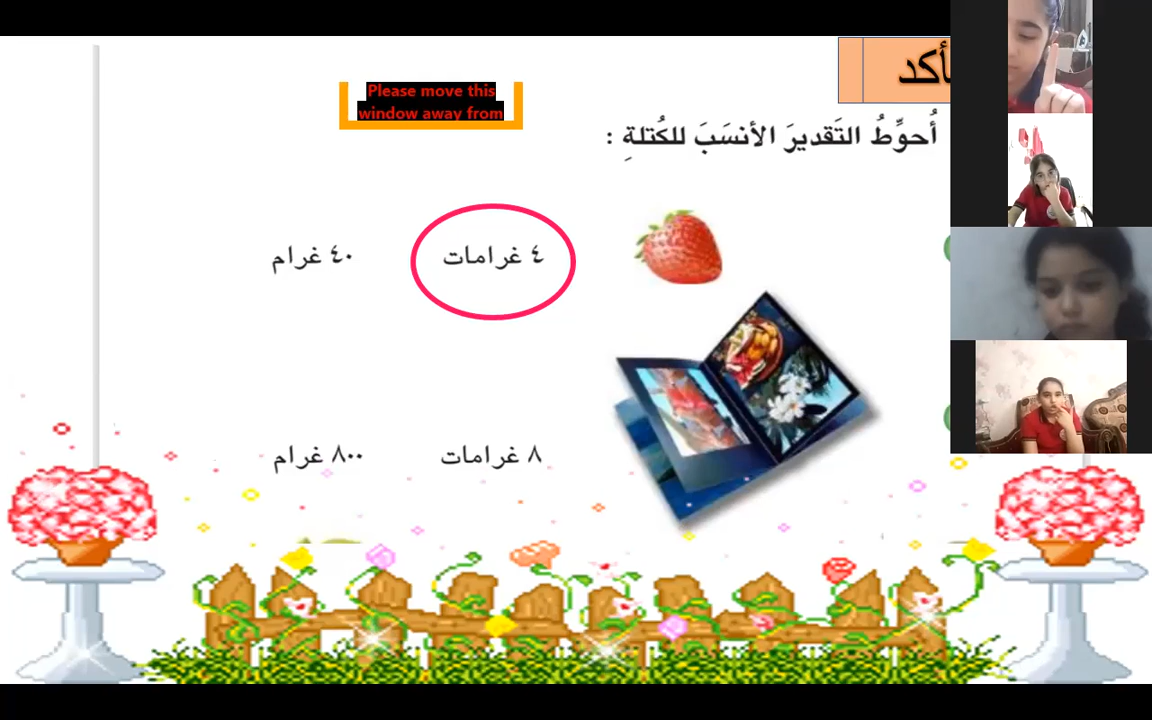 Please move this
window away from
أُحوِّطُ التَقديرَ الأنسَبَ للكُتلةِ :
٤ غرامات
٤٠ غرام
٨ غرامات
٨٠٠ غرام